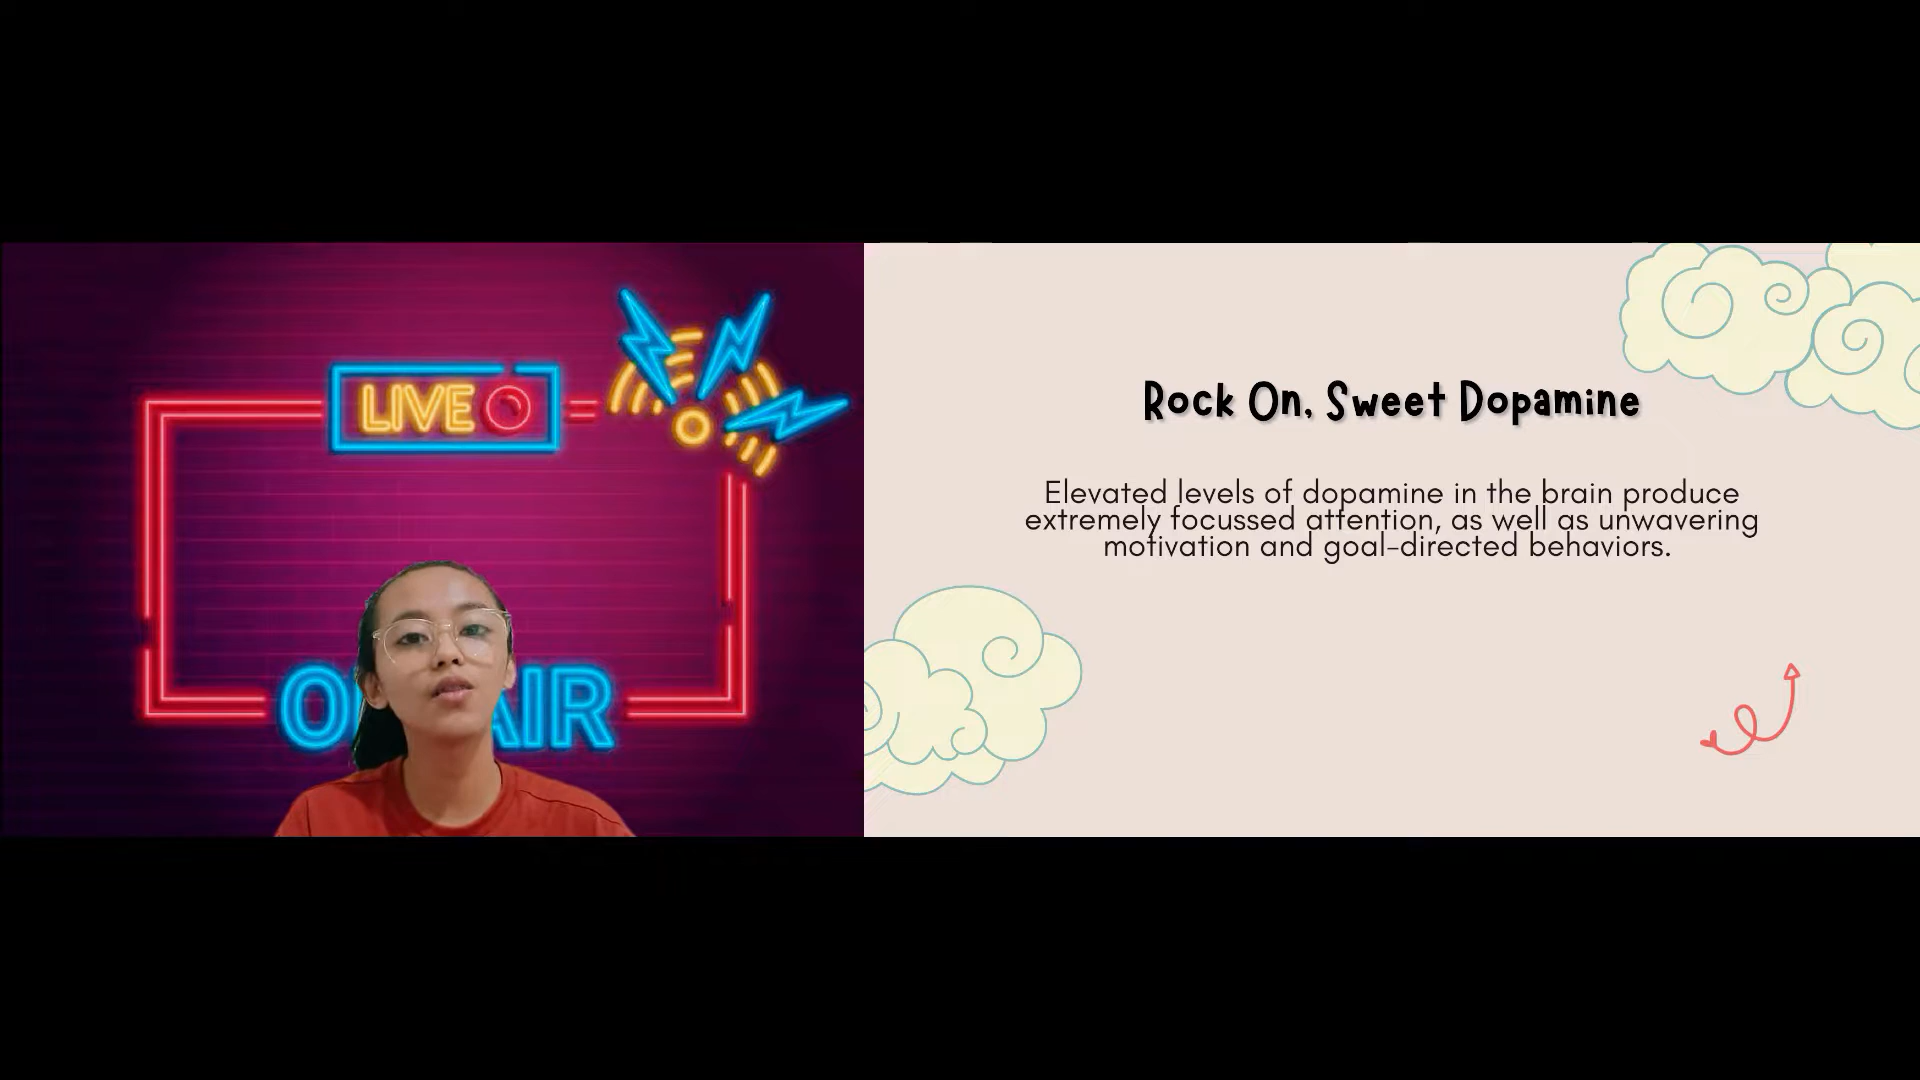 LIVE
ON AIR
Rock On, Sweet Dopamine
Elevated levels of dopamine in the brain produce
extremely focussed attention, as well as unwavering
motivation and goal-directed behaviors.